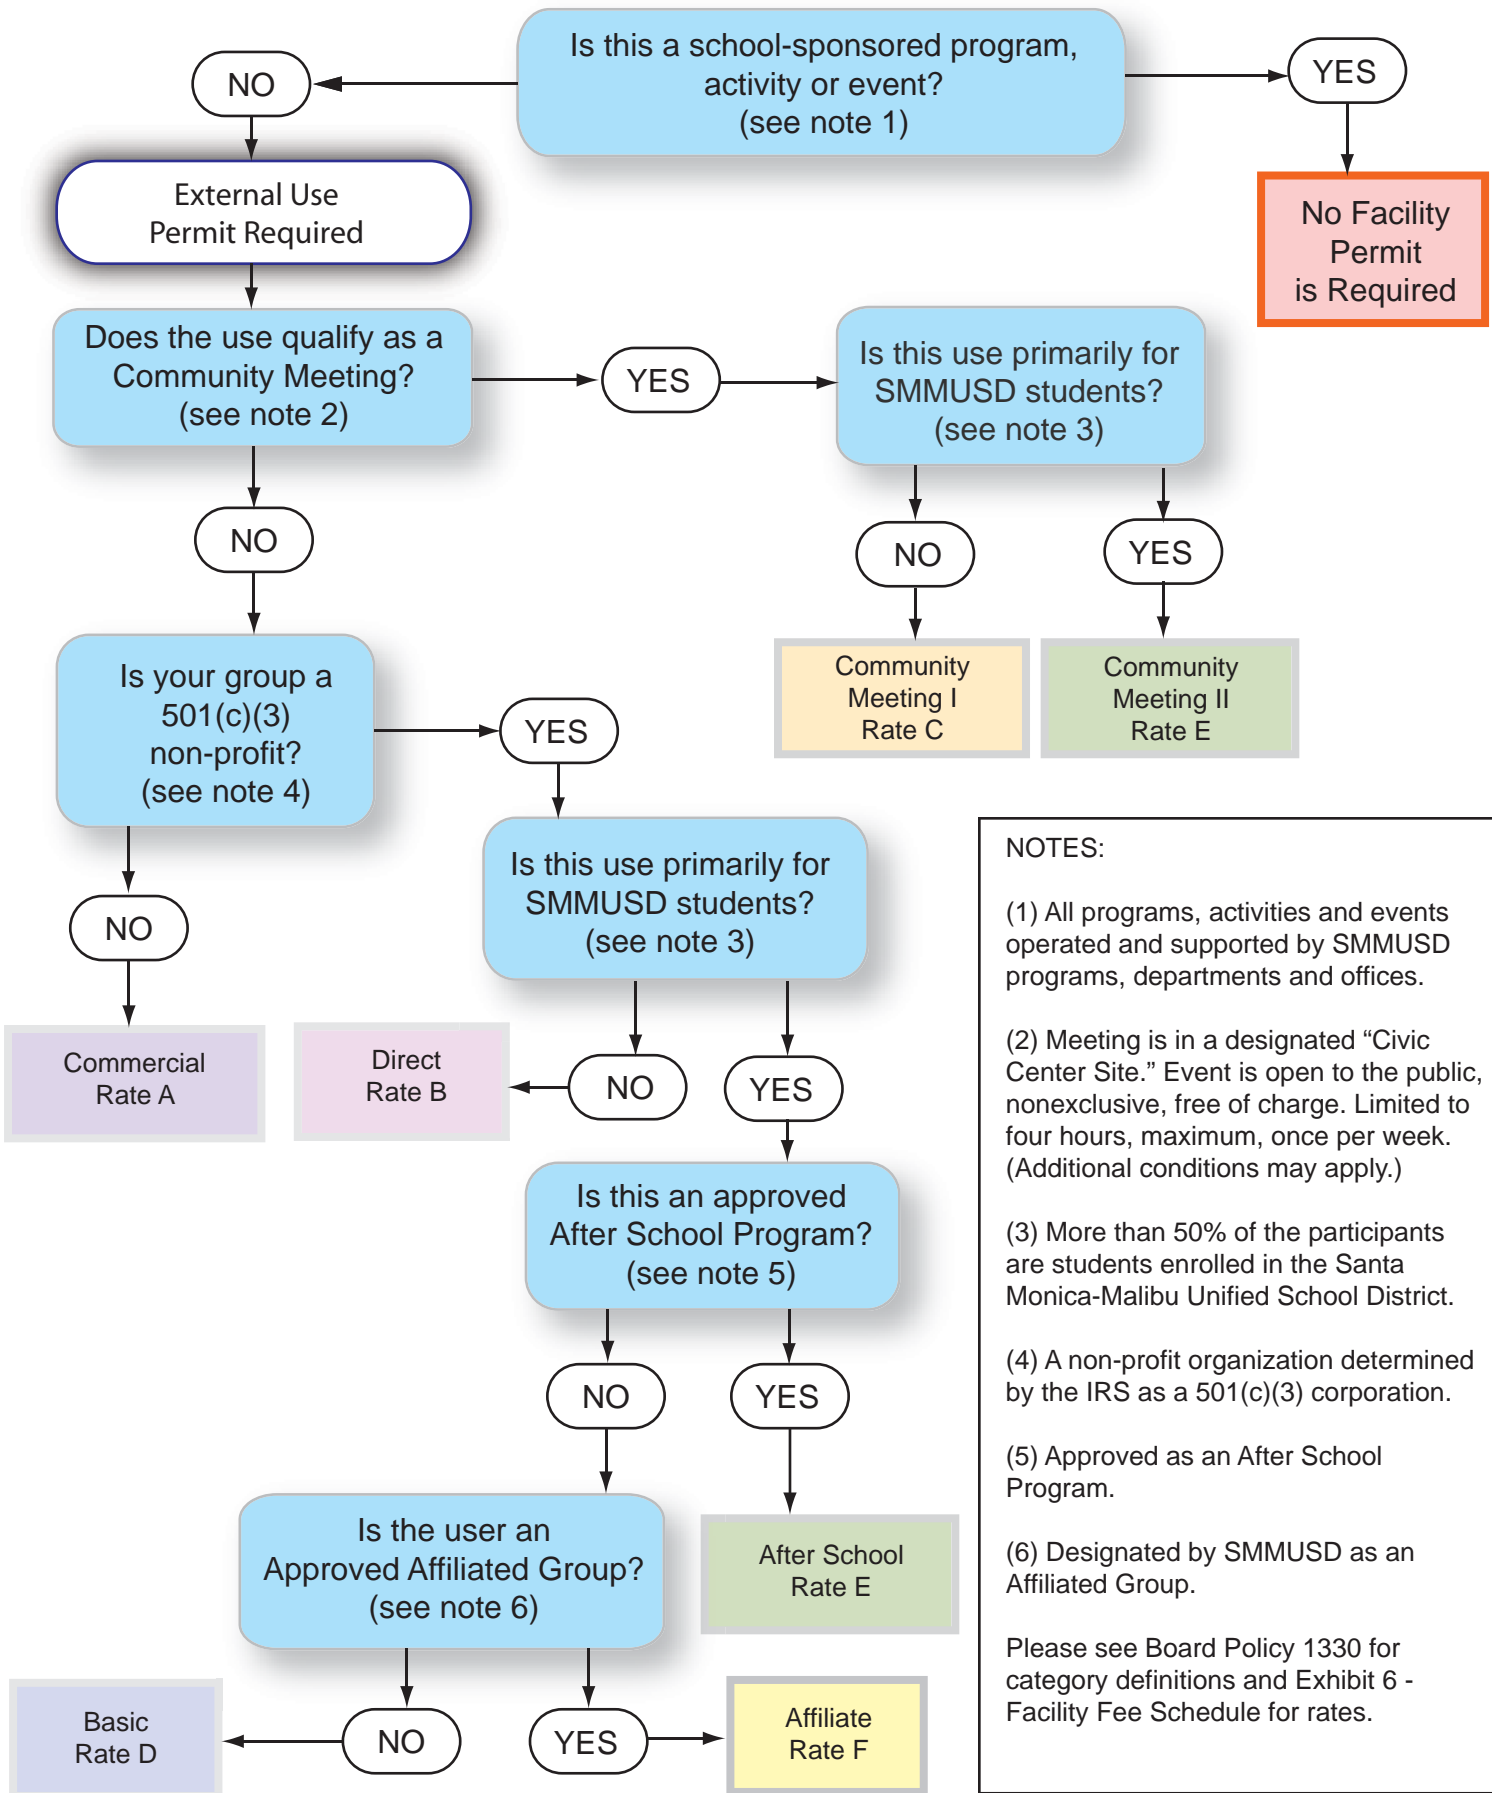 Is this a school-sponsored program,
activity or event?
(see note 1)
NO
YES
External Use
Permit Required
No Facility
Permit
is Required
Does the use qualify as a
Community Meeting?
(see note 2)
YES
Is this use primarily for
SMMUSD students?
(see note 3)
NO
NO
YES
Community
Meeting I
Rate C
Community
Meeting II
Rate E
Is your group a
501(c)(3)
non-profit?
(see note 4)
YES
Is this use primarily for
SMMUSD students?
(see note 3)
NO
Commercial
Rate A
Direct
Rate B
NO
YES
Is this an approved
After School Program?
(see note 5)
NO
YES
Is the user an
Approved Affiliated Group?
(see note 6)
After School
Rate E
Basic
Rate D
NO
YES
Affiliate
Rate F
NOTES:
(1) All programs, activities and events
operated and supported by SMMUSD
programs, departments and offices.
(2) Meeting is in a designated “Civic
Center Site.” Event is open to the public,
nonexclusive, free of charge. Limited to
four hours, maximum, once per week.
(Additional conditions may apply.)
(3) More than 50% of the participants
are students enrolled in the Santa
Monica-Malibu Unified School District.
(4) A non-profit organization determined
by the IRS as a 501(c)(3) corporation.
(5) Approved as an After School
Program.
(6) Designated by SMMUSD as an
Affiliated Group.
Please see Board Policy 1330 for
category definitions and Exhibit 6 -
Facility Fee Schedule for rates.